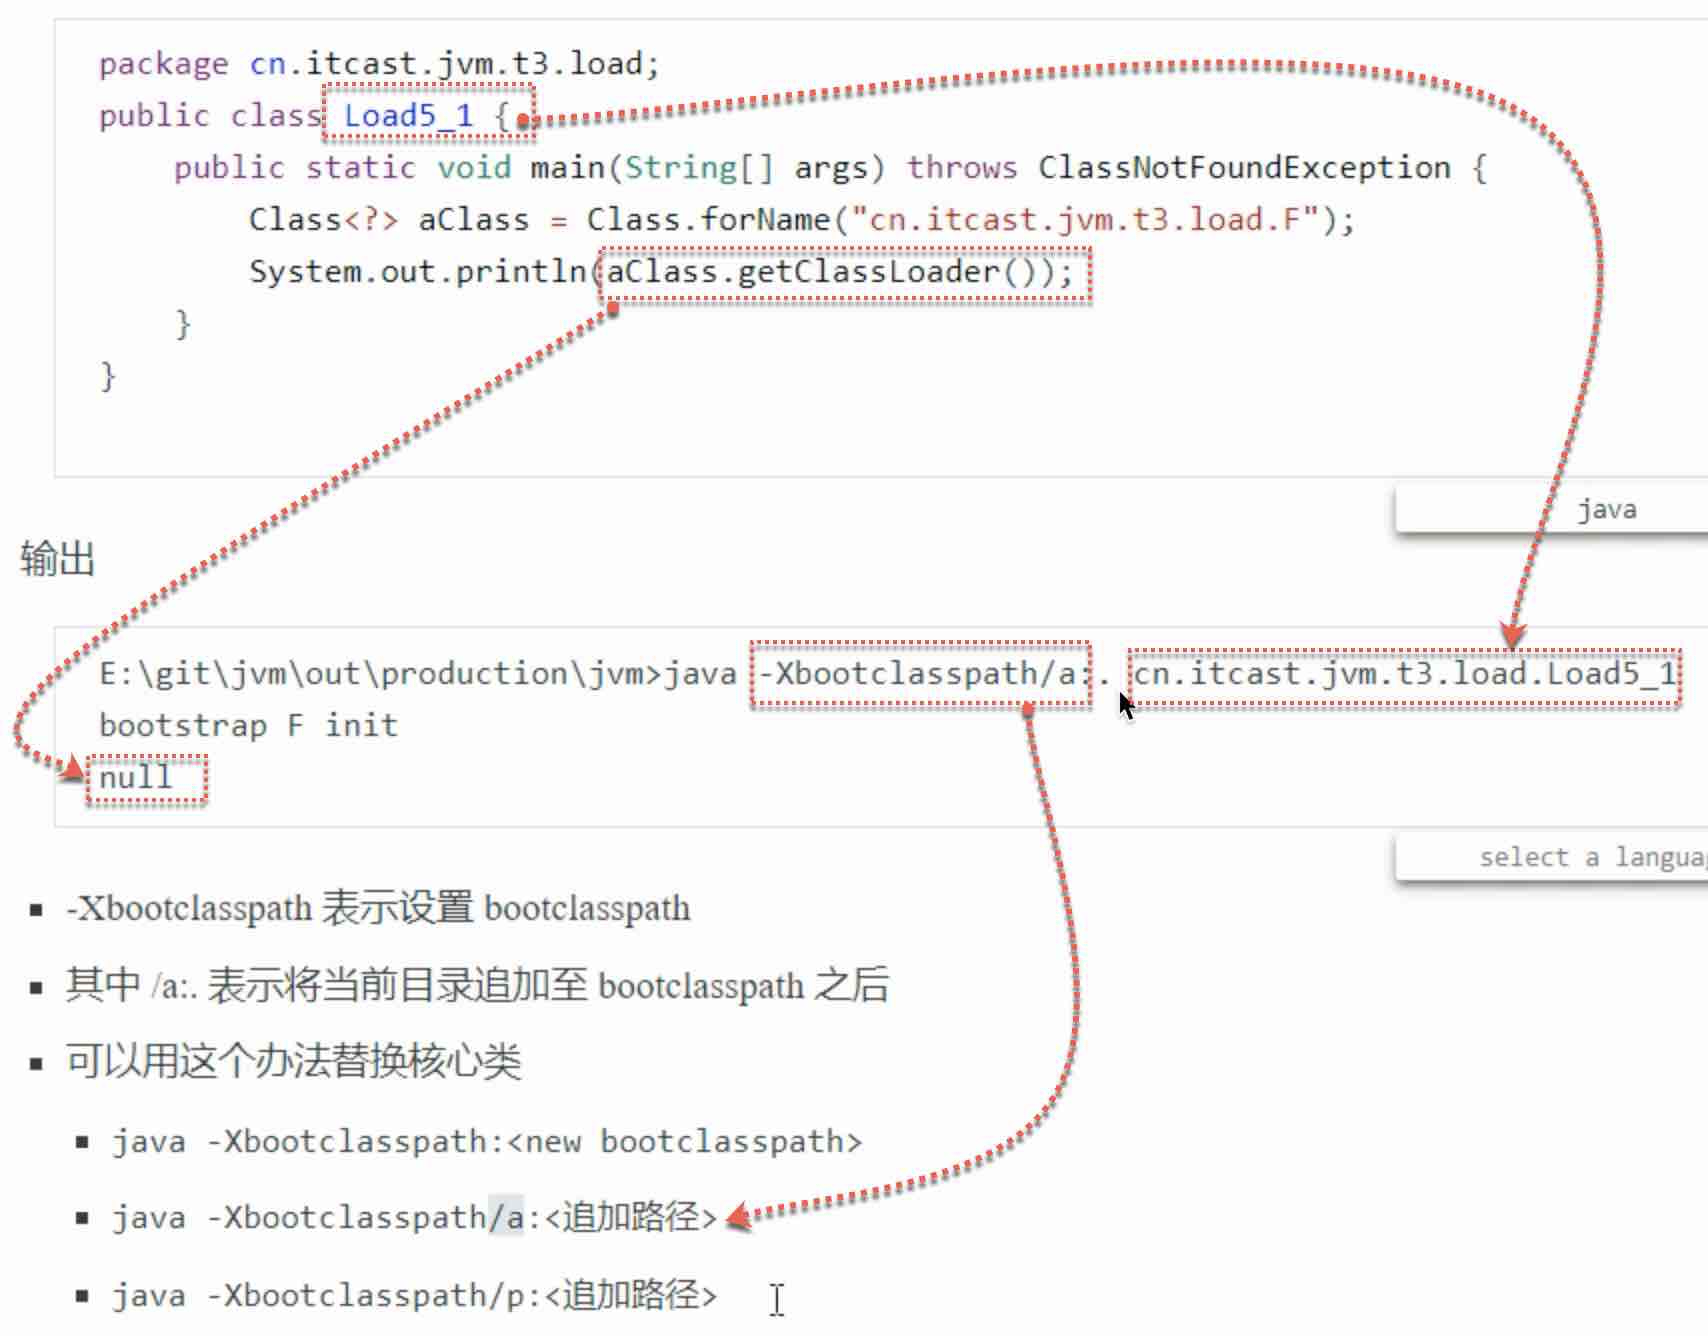 package cn.itcast.jvm.t3.load;
public class Load5_1 {
public static void main(String[] args) throws ClassNotFoundException {
Class<?> aClass = Class.forName("cn.itcast.jvm.t3.load.F");
System.out.println(aClass.getClassLoader());
}
}
java
输出
E:\git\jvm\out\production\jvm>java -Xbootclasspath/a:. cn.itcast.jvm.t3.load.Load5_1
bootstrap F init
null
select a langua
-Xbootclasspath 表示设置 bootclasspath
其中 /a:. 表示将当前目录追加至 bootclasspath 之后
可以用这个办法替换核心类
java -Xbootclasspath:<new bootclasspath>
java -Xbootclasspath/a:<追加路径>
java -Xbootclasspath/p:<追加路径>